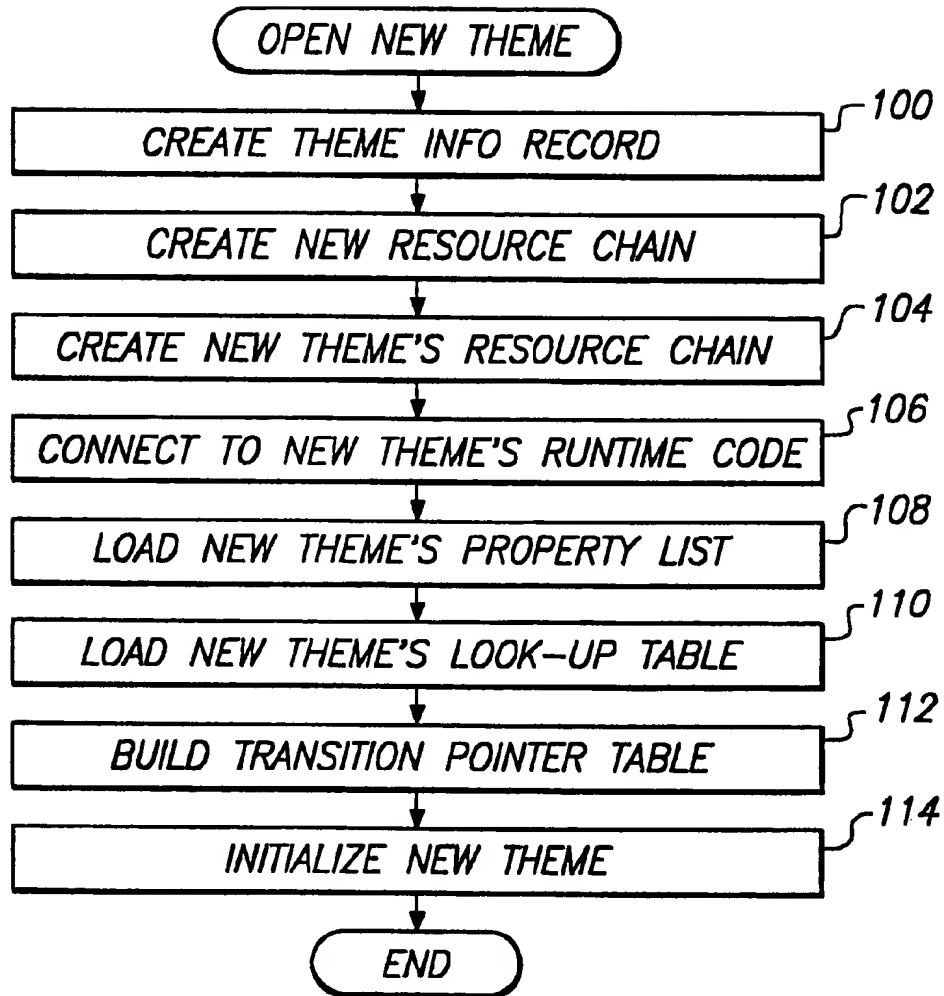 OPEN NEW THEME
100
CREATE THEME INFO RECORD
102
CREATE NEW RESOURCE CHAIN
104
CREATE NEW THEME'S RESOURCE CHAIN
106
CONNECT TO NEW THEME'S RUNTIME CODE
108
LOAD NEW THEME'S PROPERTY LIST
110
LOAD NEW THEME'S LOOK-UP TABLE
112
BUILD TRANSITION POINTER TABLE
114
INITIALIZE NEW THEME
END